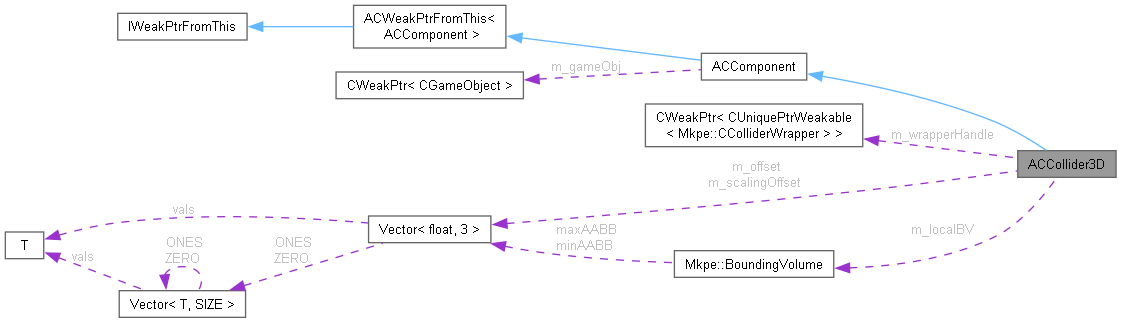 IWeakPtrFromThis
ACWeakPtrFromThis<
ACComponent >
m_gameObj
ACComponent
CWeakPtr< CGameObject >
CWeakPtr< CUniquePtrWeakable
< Mkpe::CColliderWrapper > >
m_wrapperHandle
ACCollider3D
m_offset
m_scalingOffset
vals
Vector< float, 3 >
maxAABB
minAABB
m_localBV
T
vals
ONES
ZERO
ONES
ZERO
Mkpe::BoundingVolume
Vector< T, SIZE >